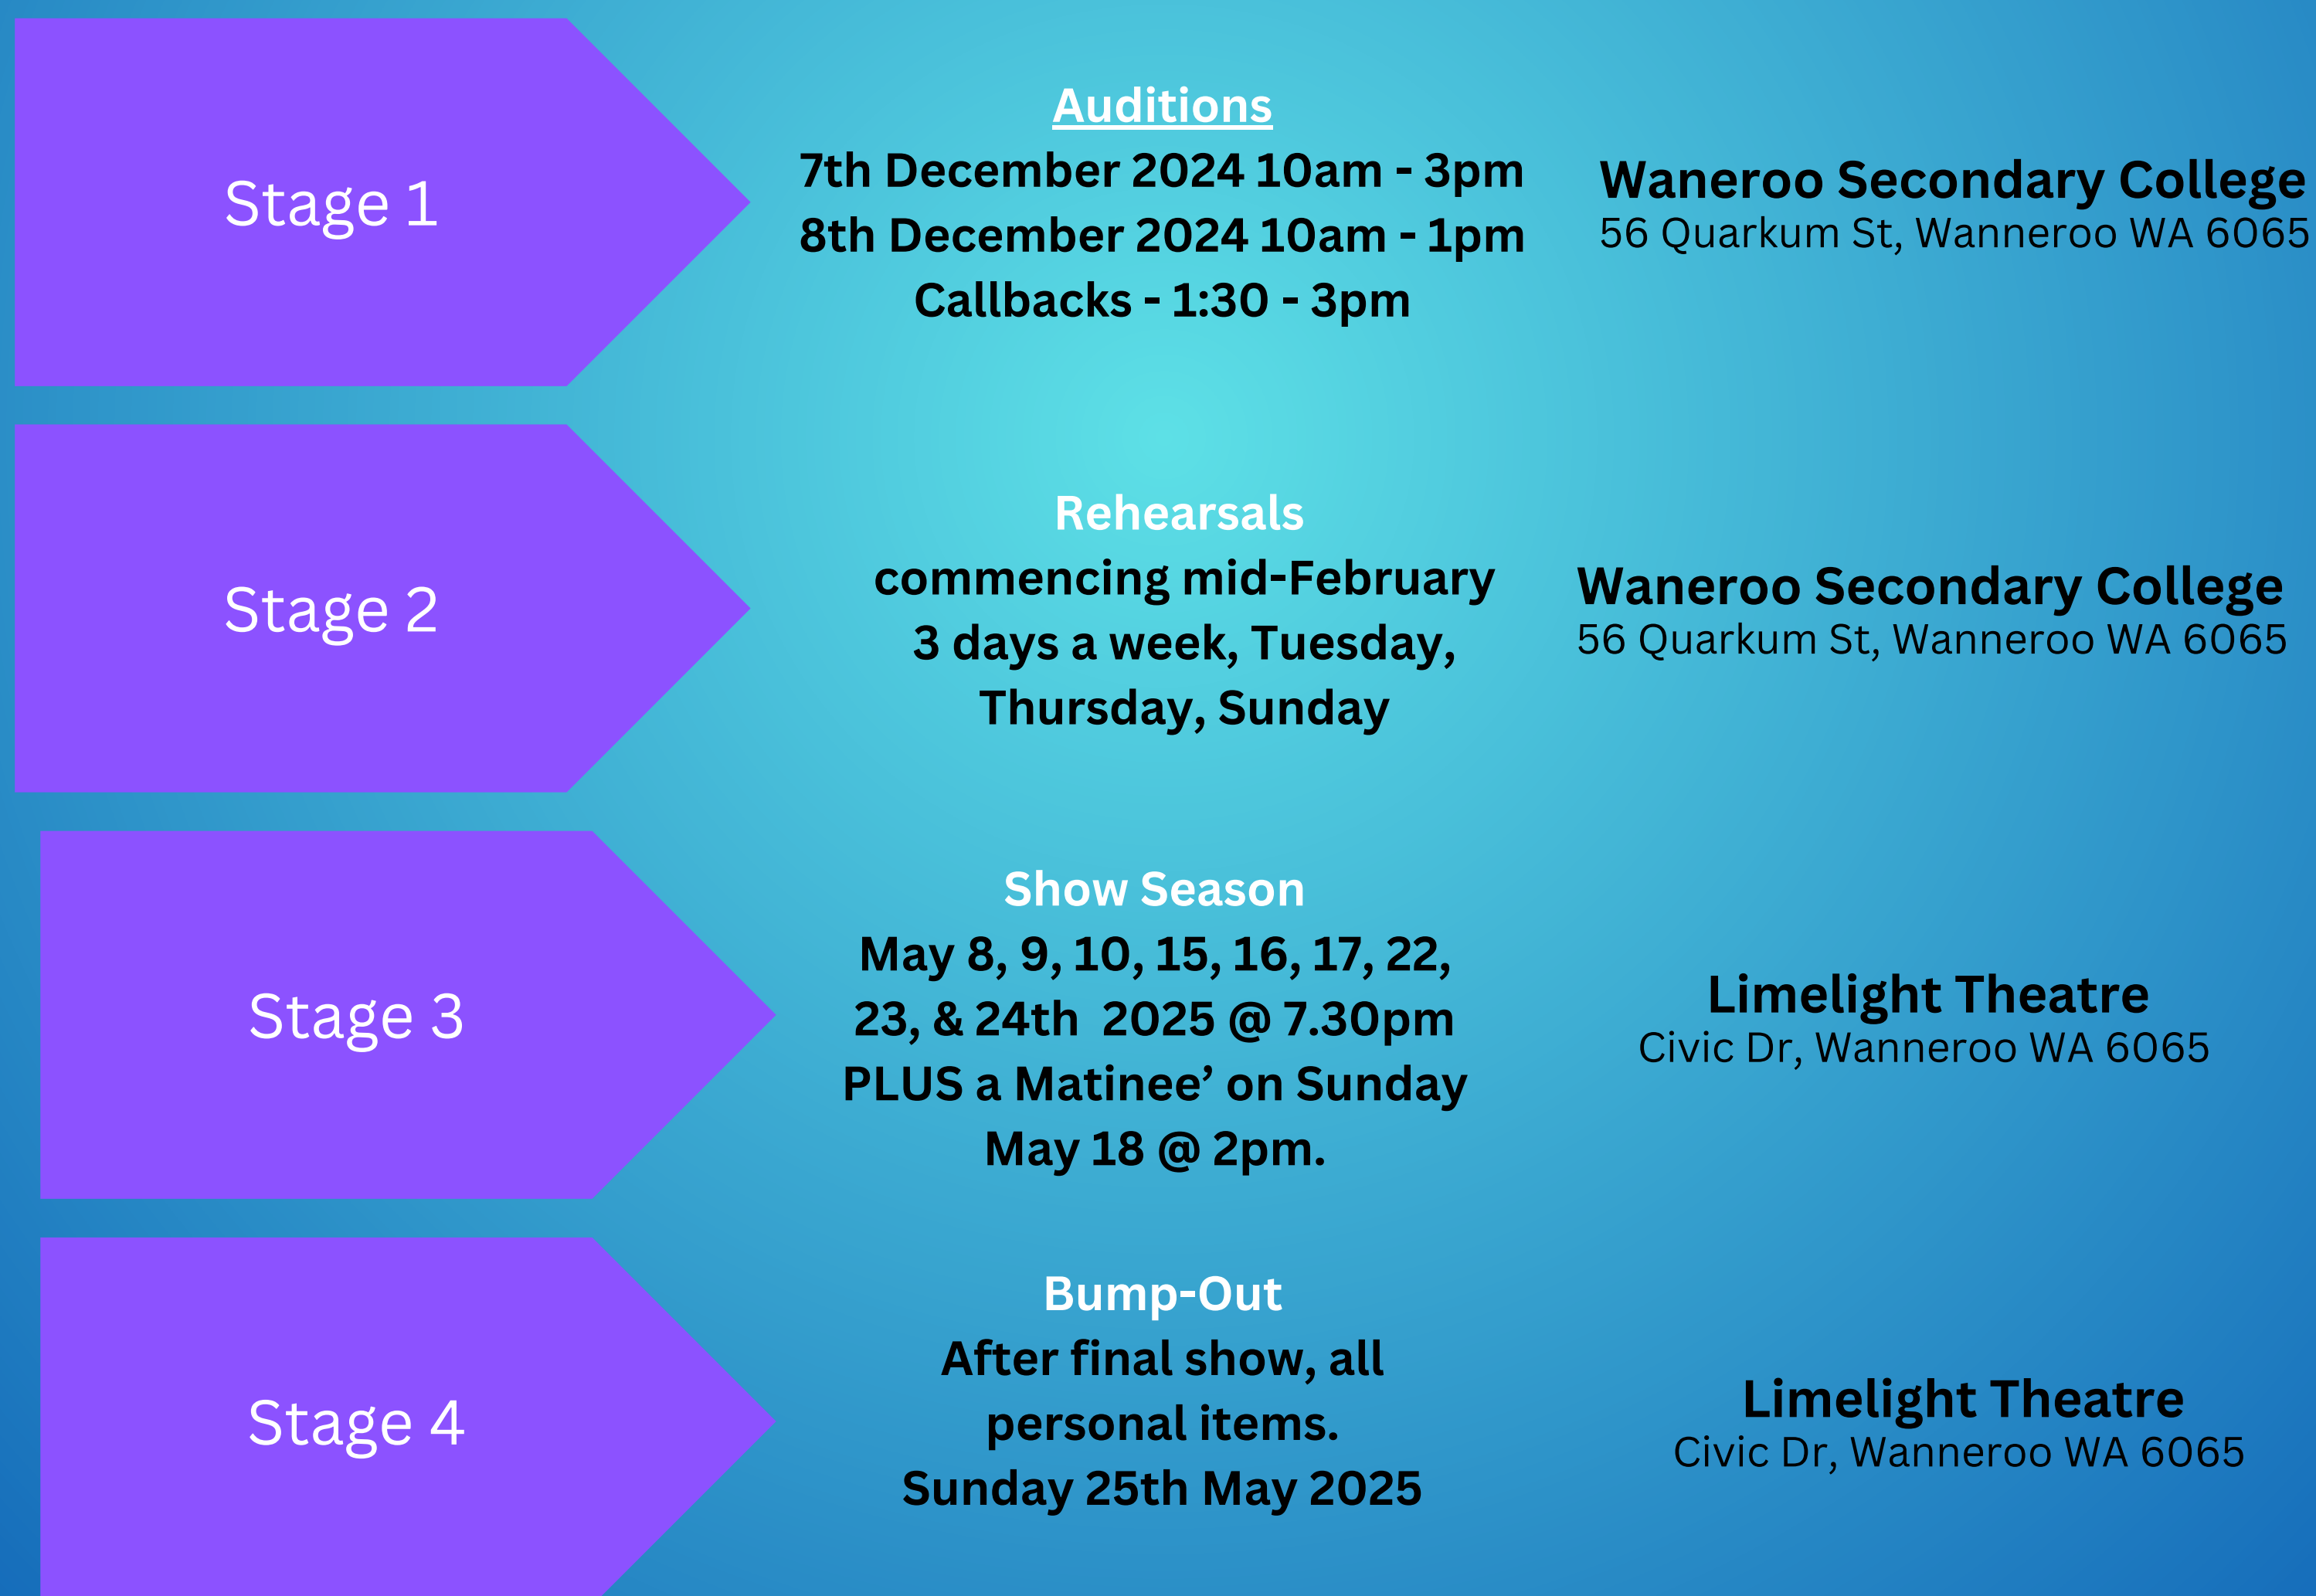 Stage 1
Auditions
7th December 2024 10am - 3pm
8th December 2024 10am - 1pm
Callbacks - 1:30 - 3pm
Waneroo Secondary College
56 Quarkum St, Wanneroo WA 6065
Stage 2
Rehearsals
commencing mid-February
3 days a week, Tuesday,
Thursday, Sunday
Waneroo Secondary College
56 Quarkum St, Wanneroo WA 6065
Stage 3
Show Season
May 8, 9, 10, 15, 16, 17, 22,
23, & 24th 2025 @ 7.30pm
PLUS a Matinee’ on Sunday
May 18 @ 2pm.
Limelight Theatre
Civic Dr, Wanneroo WA 6065
Stage 4
Bump-Out
After final show, all
personal items.
Sunday 25th May 2025
Limelight Theatre
Civic Dr, Wanneroo WA 6065